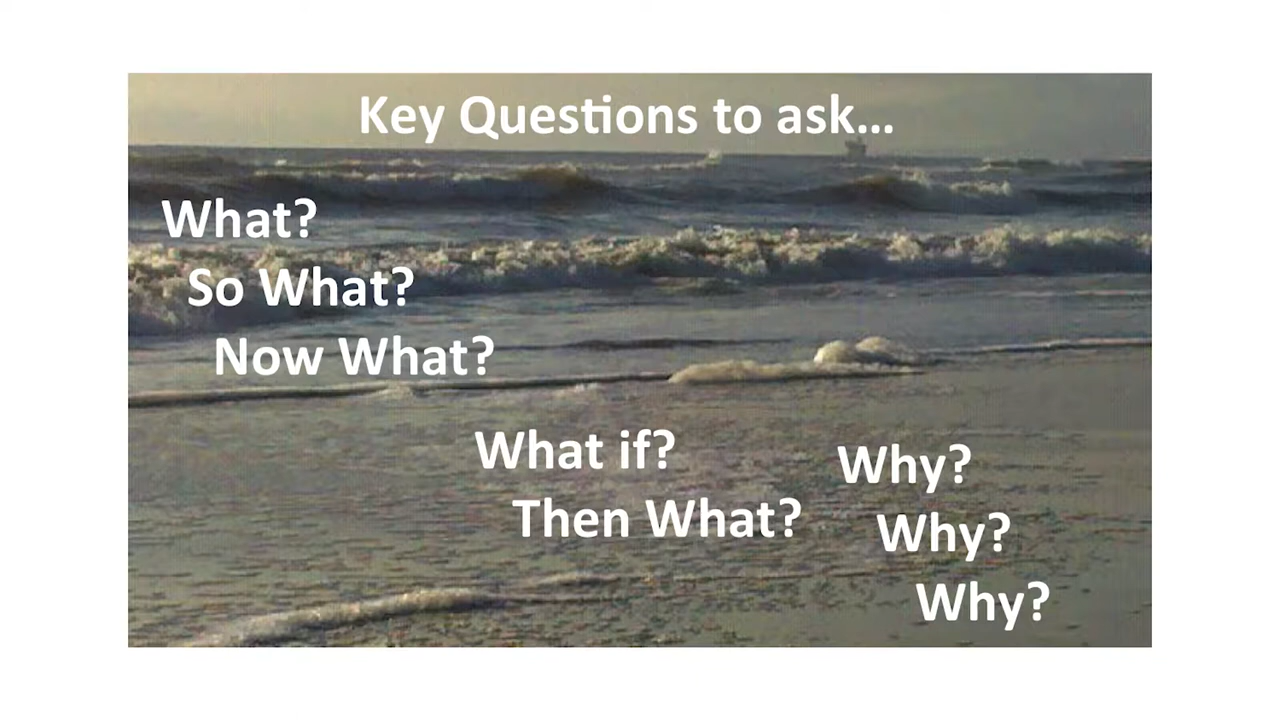 Key Questions to ask...
What?
So What?
Now What?
What if?
Then What?
Why?
Why?
Why?